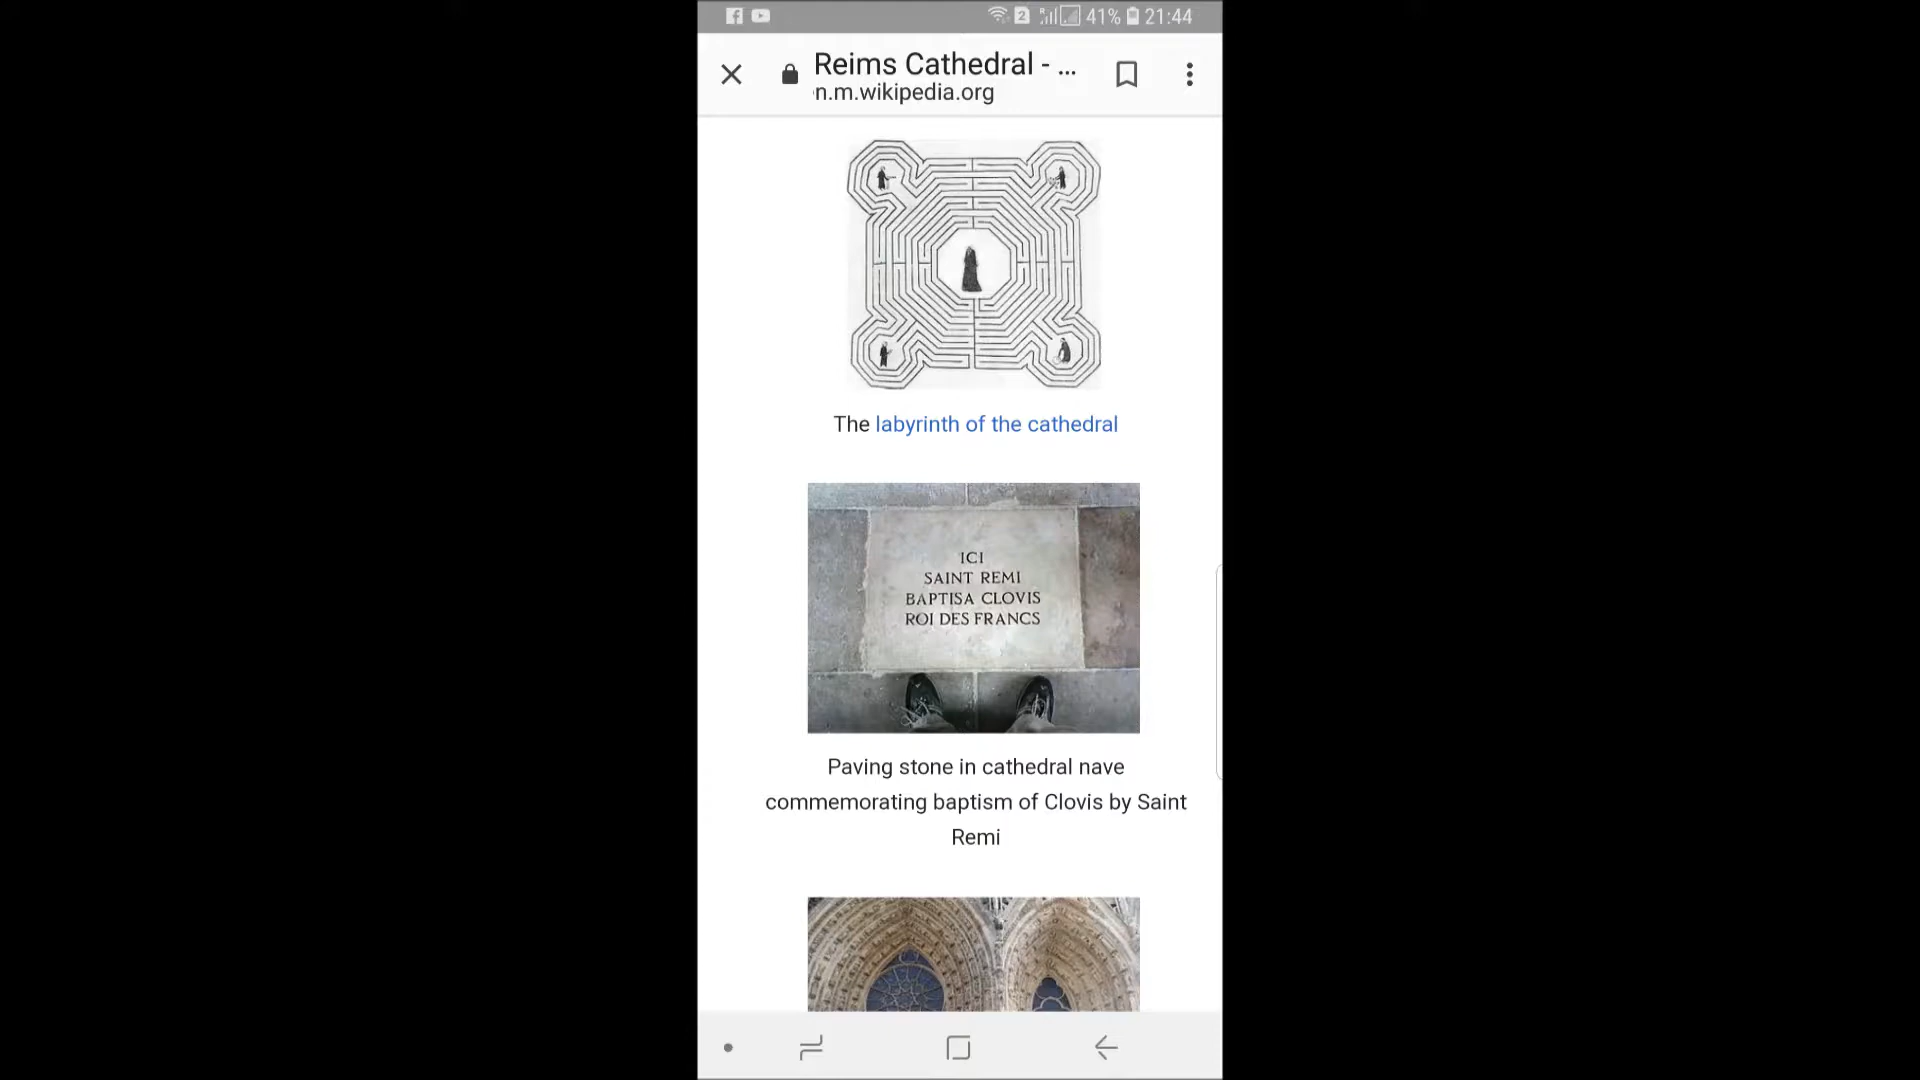 2 R 41% 21:44
Reims Cathedral - ...
n.m.wikipedia.org
The labyrinth of the cathedral
ICI
SAINT REMI
BAPTISA CLOVIS
ROI DES FRANCS
Paving stone in cathedral nave
commemorating baptism of Clovis by Saint
Remi